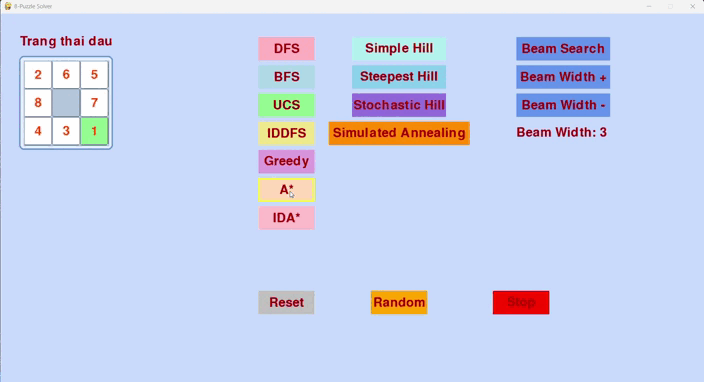 8-Puzzle Solver
Trang thai dau
2 6 5
8 7
4 3 1
DFS
BFS
UCS
IDDFS
Greedy
A*
IDA*
Simple Hill
Steepest Hill
Stochastic Hill
Simulated Annealing
Beam Search
Beam Width +
Beam Width -
Beam Width: 3
Reset
Random
Stop